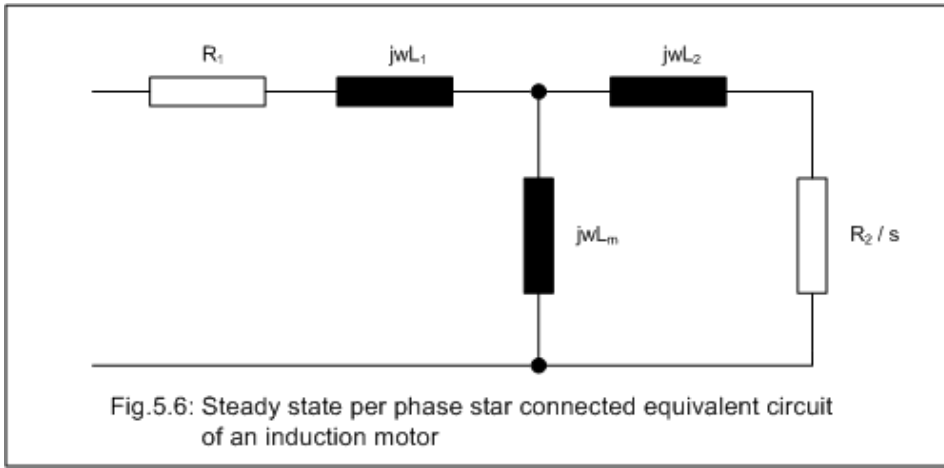 R₁
jwL₁
jwL₂
jwLₘ
R₂ / s
Fig.5.6: Steady state per phase star connected equivalent circuit
of an induction motor